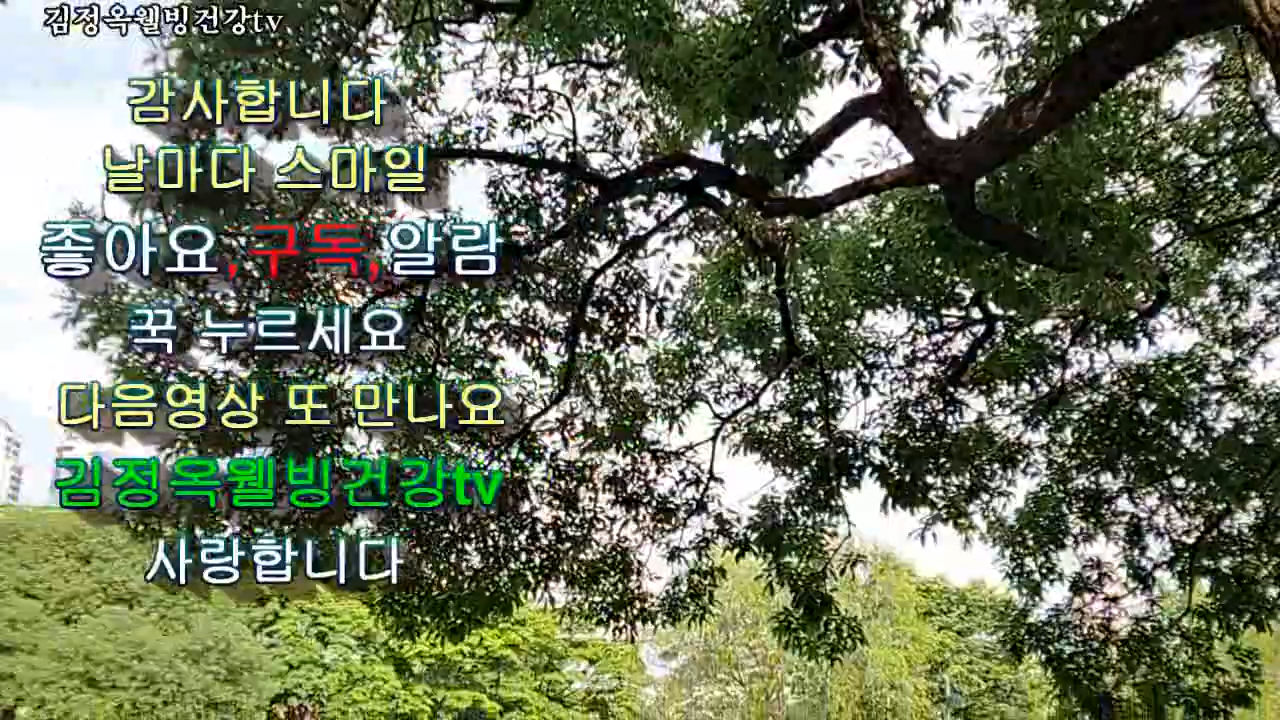 김정옥웰빙건강tv
감사합니다
날마다 스마일
좋아요,구독,알람
꾹 누르세요
다음영상 또 만나요
김정옥웰빙건강tv
사랑합니다